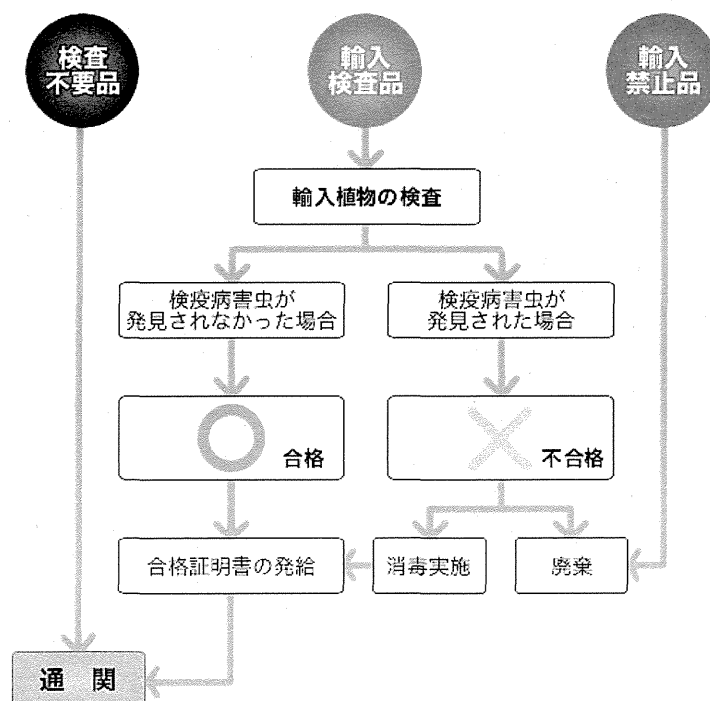 検査
不要品
輸入
検査品
輸入
禁止品
輸入植物の検査
検疫病害虫が
発見されなかった場合
検疫病害虫が
発見された場合
合格
不合格
合格証明書の発給
消毒実施
廃棄
通 関